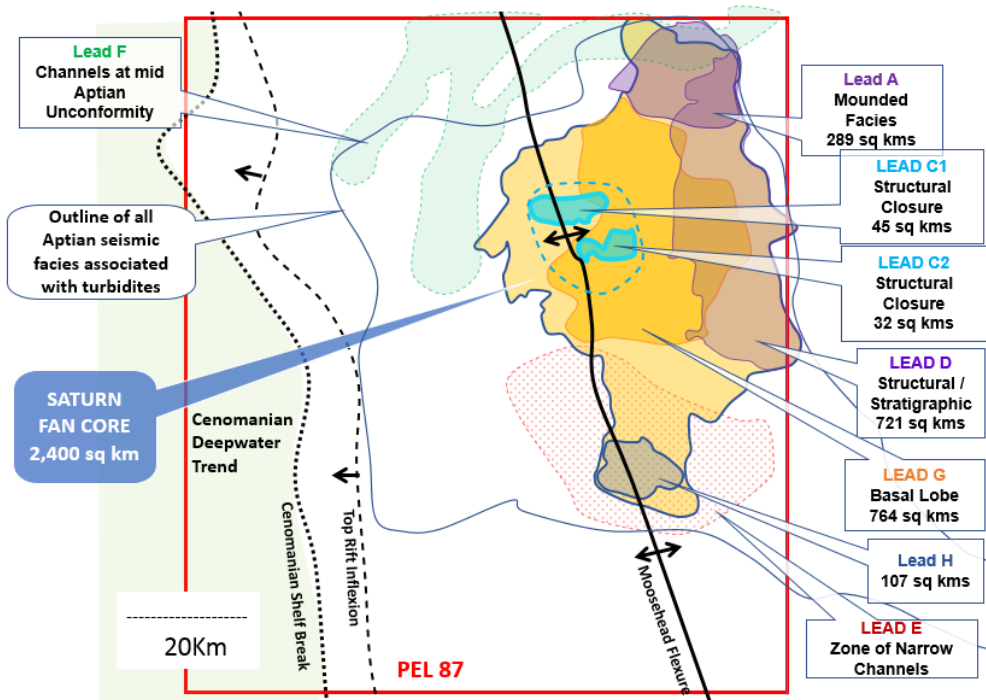 Lead F
Channels at mid
Aptian
Unconformity
Outline of all
Aptian seismic
facies associated
with turbidites
SATURN
FAN CORE
2,400 sq km
Cenomanian
Deepwater
Trend
Cenomanian Shelf Break
Top Rift Inflexion
Moosehead Flexure
20Km
PEL 87
Lead A
Mounded
Facies
289 sq kms
LEAD C1
Structural
Closure
45 sq kms
LEAD C2
Structural
Closure
32 sq kms
LEAD D
Structural /
Stratigraphic
721 sq kms
LEAD G
Basal Lobe
764 sq kms
Lead H
107 sq kms
LEAD E
Zone of Narrow
Channels